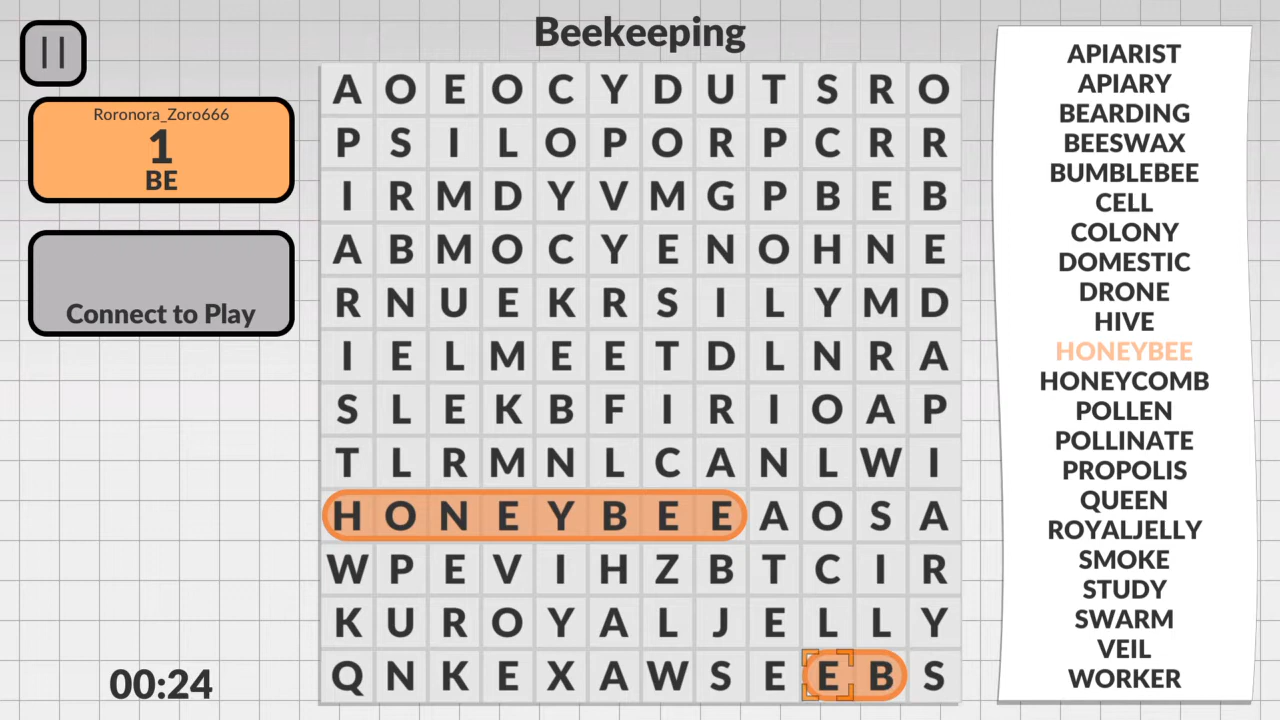 Beekeeping
Roronora_Zoro666
1
BE
Connect to Play
00:24
A O E O C Y D U T S R O
P S I L O P O R P C R R
I R M D Y V M G P B E B
A B M O C Y E N O H N E
R N U E K R S I L Y M D
I E L M E E T D L N R A
S L E K B F I R I O A P
T L R M N L C A N L W I
H O N E Y B E E A O S A
W P E V I H Z B T C I R
K U R O Y A L J E L L Y
Q N K E X A W S E E B S
APIARIST
APIARY
BEARDING
BEESWAX
BUMBLEBEE
CELL
COLONY
DOMESTIC
DRONE
HIVE
HONEYBEE
HONEYCOMB
POLLEN
POLLINATE
PROPOLIS
QUEEN
ROYALJELLY
SMOKE
STUDY
SWARM
VEIL
WORKER